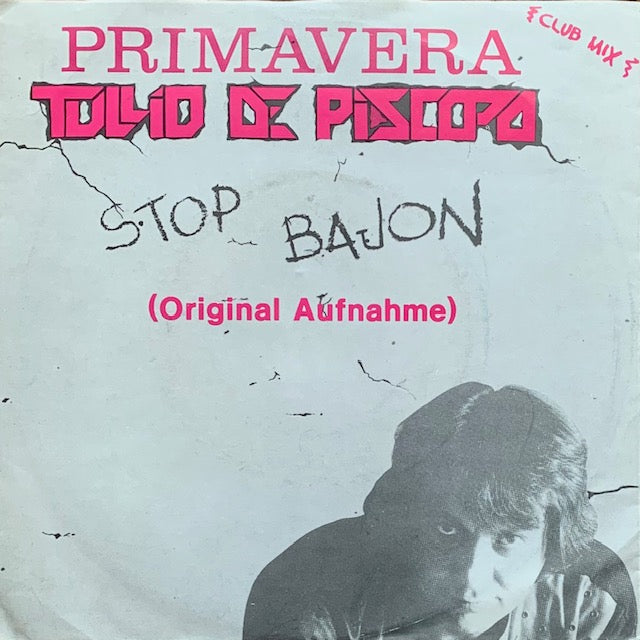 PRIMAVERA
CLUB MIX
TULLIO DE PISCOPO
STOP BAJON
(Original Aufnahme)